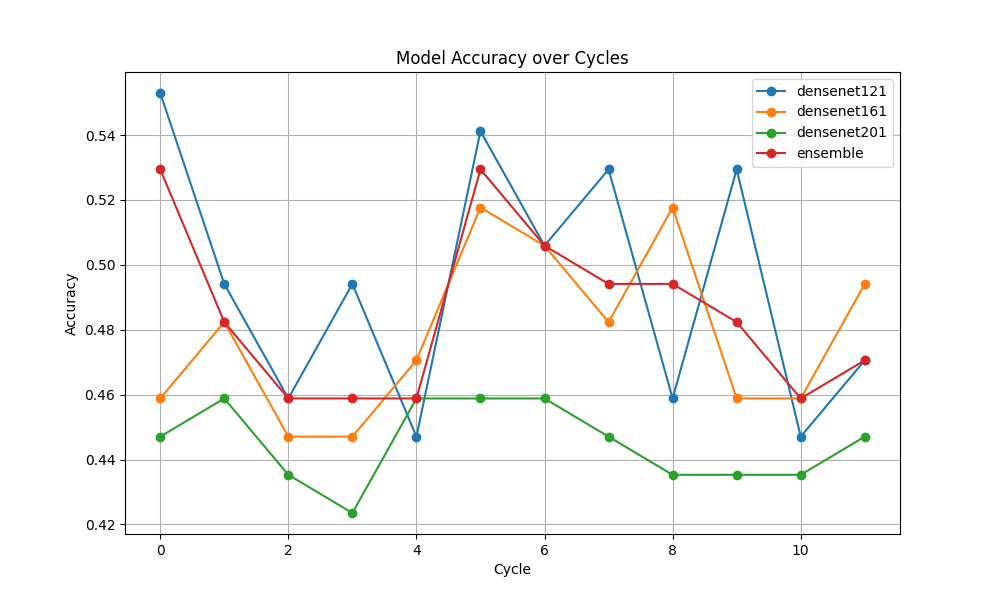 Model Accuracy over Cycles
densenet121
densenet161
densenet201
ensemble
Accuracy
0.54
0.52
0.50
0.48
0.46
0.44
0.42
0 2 4 6 8 10
Cycle